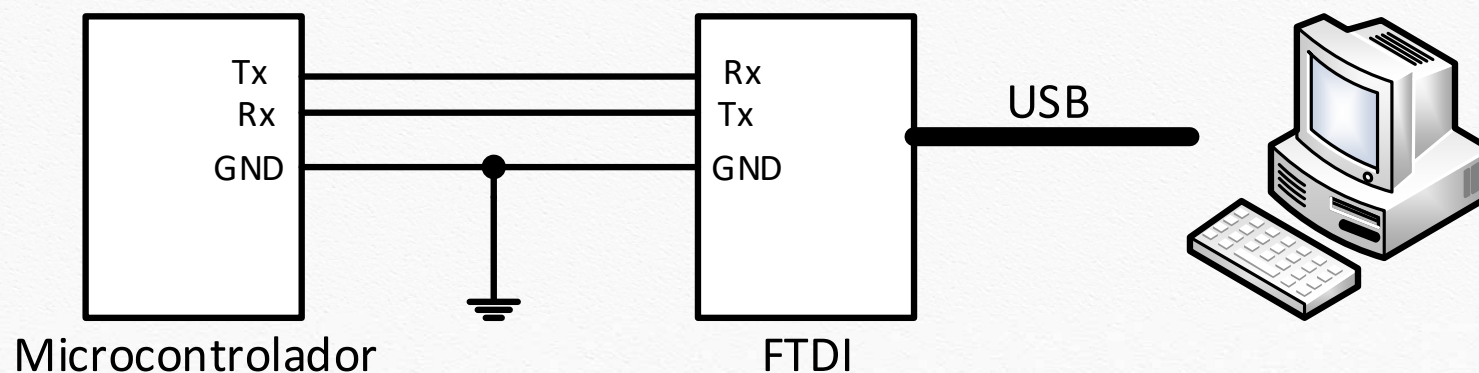 Tx
Rx
GND
Rx
Tx
GND
USB
Microcontrolador
FTDI